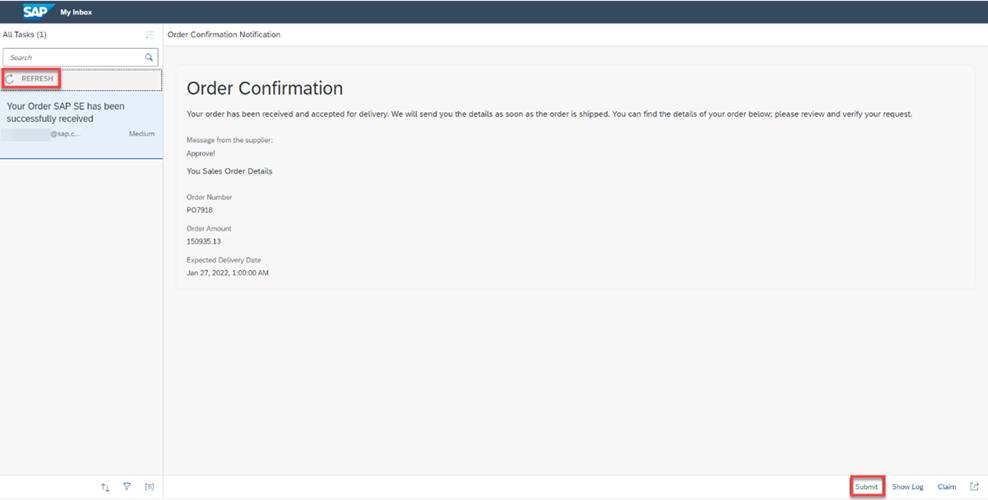 SAP My Inbox
All Tasks (1)
Search
REFRESH
Your Order SAP SE has been
successfully received
@sap.c... Medium
Order Confirmation Notification
Order Confirmation
Your order has been received and accepted for delivery. We will send you the details as soon as the order is shipped. You can find the details of your order below; please review and verify your request.
Message from the supplier:
Approve!
You Sales Order Details
Order Number
PO7918
Order Amount
150935.13
Expected Delivery Date
Jan 27, 2022, 1:00:00 AM
Submit Show Log Claim